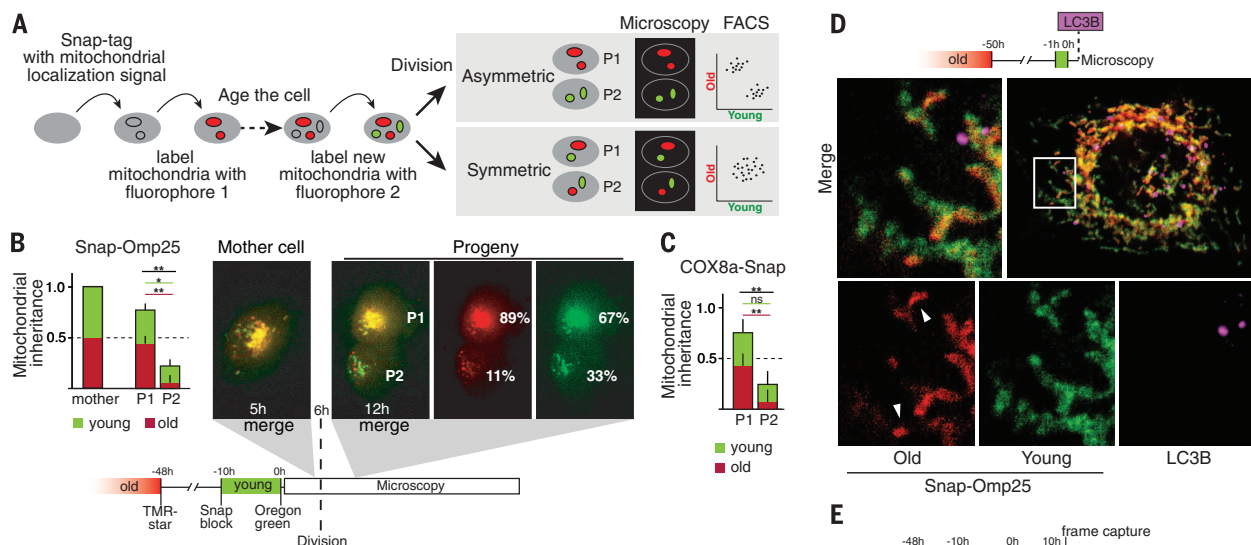 A
Snap-tag
with mitochondrial
localization signal
Age the cell
label
mitochondria with
fluorophore 1
label new
mitochondria with
fluorophore 2
Division
Microscopy
FACS
Asymmetric
P1
P2
Old
Young
Symmetric
P1
P2
Old
Young
B
Snap-Omp25
Mitochondrial
inheritance
1.0
0.5
**
*
**
mother
P1
P2
young
old
Mother cell
Progeny
P1
P2
89%
11%
67%
33%
5h
merge
6h
12h
merge
-48h
-10h
0h
old
young
Microscopy
TMR-
star
Snap
block
Oregon
green
Division
C
COX8a-Snap
Mitochondrial
inheritance
1.0
0.5
**
ns
**
P1
P2
young
old
D
LC3B
-50h
-1h
0h
old
Microscopy
Merge
Old
Young
LC3B
Snap-Omp25
E
frame capture
-48h
-10h
0h
10h